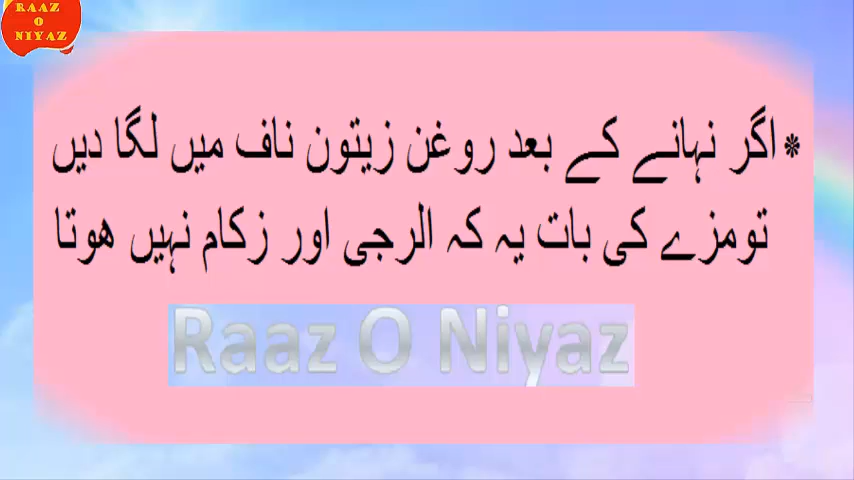 RAAZ
O
NIYAZ
* اگر نہانے کے بعد روغن زیتون ناف میں لگا دیں
تومزے کی بات یہ کہ الرجی اور زکام نہیں ھوتا
Raaz O Niyaz